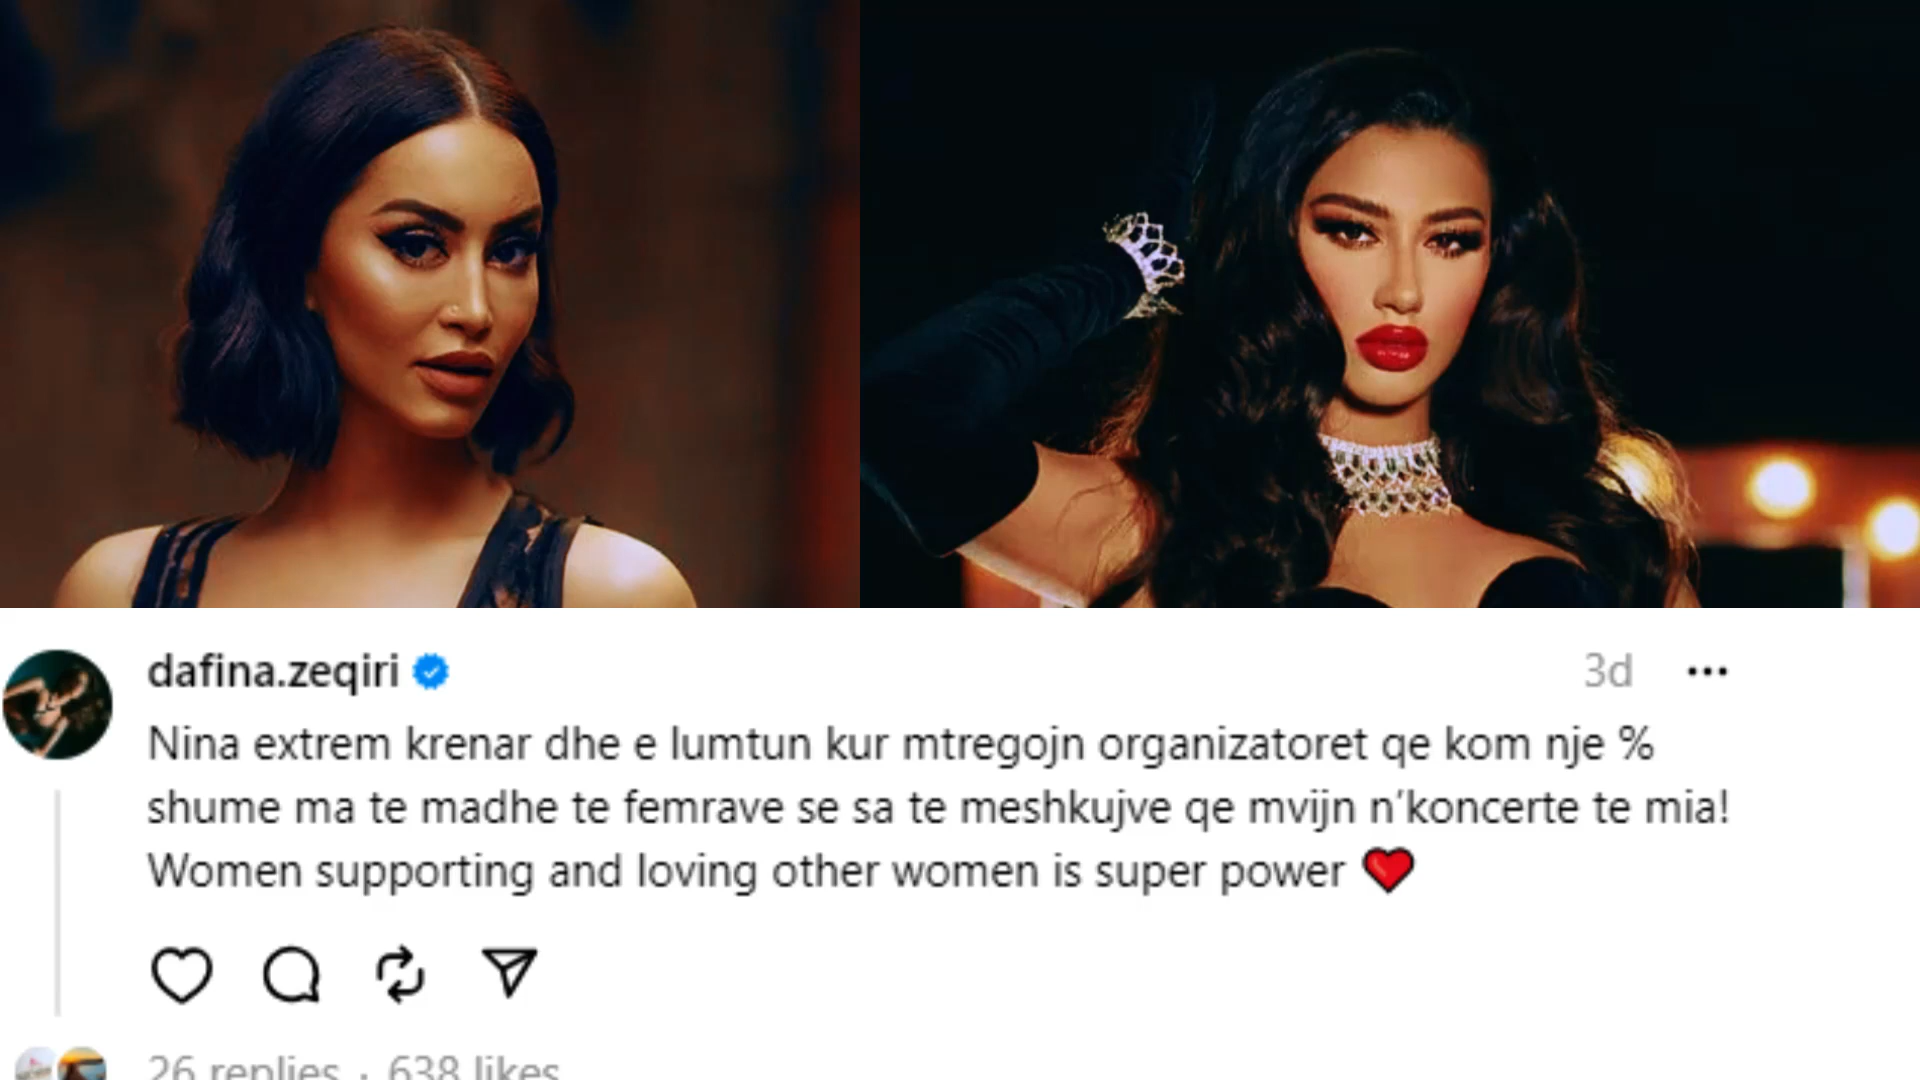 dafina.zeqiri
3d
Nina extrem krenar dhe e lumtun kur mtregojn organizatoret qe kom nje %
shume ma te madhe te femrave se sa te meshkujve qe mvijn n’koncerte te mia!
Women supporting and loving other women is super power ❤️
26 replies · 638 likes